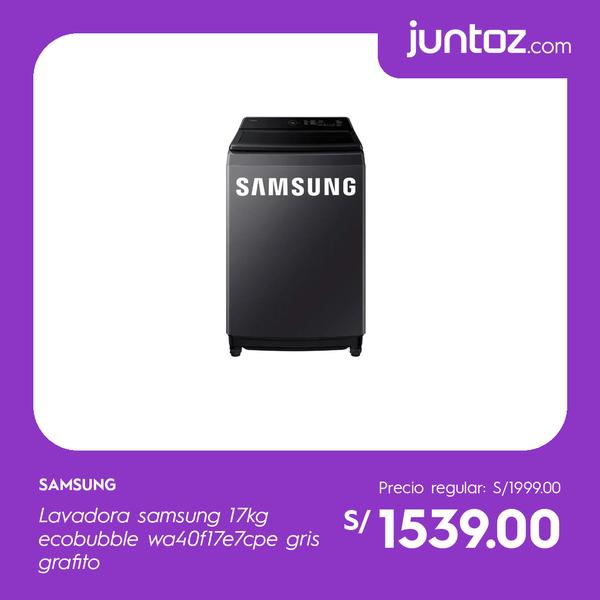 juntoz.com
SAMSUNG
SAMSUNG
Lavadora samsung 17kg
ecobubble wa40f17e7cpe gris
grafito
Precio regular: S/1999.00
S/1539.00